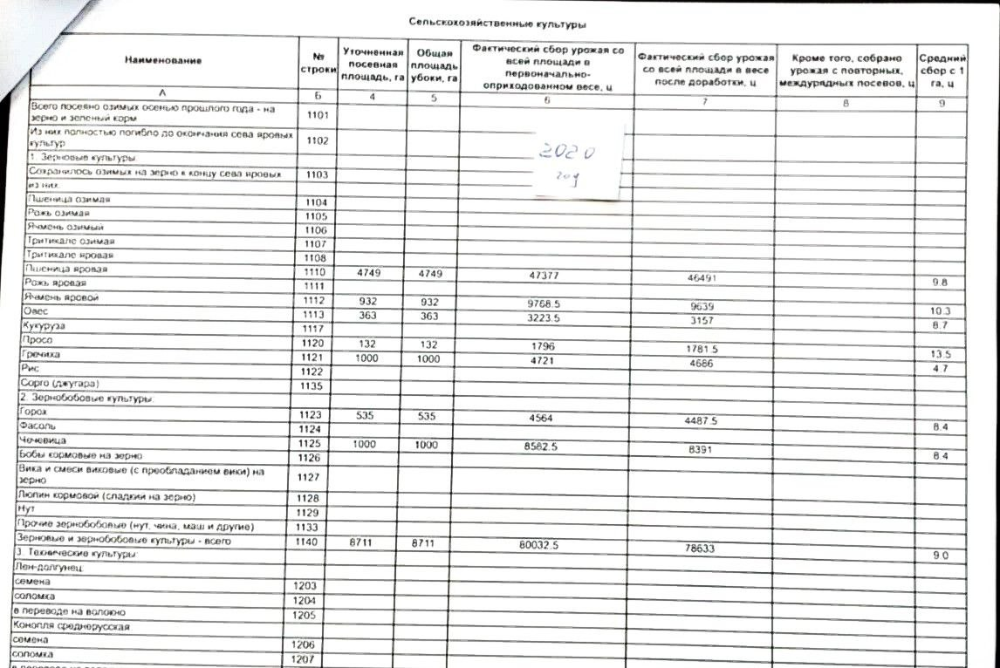 Сельскохозяйственные культуры
Наименование № строки Уточненная посевная площадь, га Общая площадь убоки, га Фактический сбор урожая со всей площади в первоначально-оприходованном весе, ц Фактический сбор урожая со всей площади в весе после доработки, ц Кроме того, собрано урожая с повторных, междурядных посевов, ц Средний сбор с 1 га, ц
А Б 4 5 6 7 8 9
Всего посеяно озимых осенью прошлого года - на зерно и зеленый корм 1101
Из них полностью погибло до окончания сева яровых культур 1102
1. Зерновые культуры
Сохранилось озимых на зерно к концу сева яровых 1103
из них:
Пшеница озимая 1104
Рожь озимая 1105
Ячмень озимый 1106
Тритикале озимая 1107
Тритикале яровая 1108
Пшеница яровая 1110 4749 4749 47377 46491 9.8
Рожь яровая 1111
Ячмень яровой 1112 932 932 9768.5 9639 10.3
Овес 1113 363 363 3223.5 3157 8.7
Кукуруза 1117
Просо 1120 132 132 1796 1781.5 13.5
Гречиха 1121 1000 1000 4721 4686 4.7
Рис 1122
Сорго (джугара) 1135
2. Зернобобовые культуры:
Горох 1123 535 535 4564 4487.5 8.4
Фасоль 1124
Чечевица 1125 1000 1000 8582.5 8391 8.4
Бобы кормовые на зерно 1126
Вика и смеси виковые (с преобладанием вики) на зерно 1127
Люпин кормовой (сладкий на зерно) 1128
Нут 1129
Прочие зернобобовые (нут, чина, маш и другие) 1133
Зерновые и зернобобовые культуры - всего 1140 8711 8711 80032.5 78633 9.0
3. Технические культуры:
Лен-долгунец:
семена 1203
соломка 1204
в переводе на волокно 1205
Конопля среднерусская
семена 1206
соломка 1207
2020
год